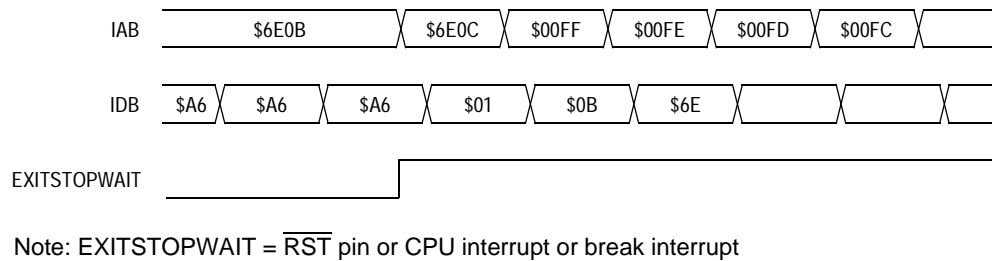 IAB $6E0B $6E0C $00FF $00FE $00FD $00FC
IDB $A6 $A6 $A6 $01 $0B $6E
EXITSTOPWAIT
Note: EXITSTOPWAIT = RST pin or CPU interrupt or break interrupt